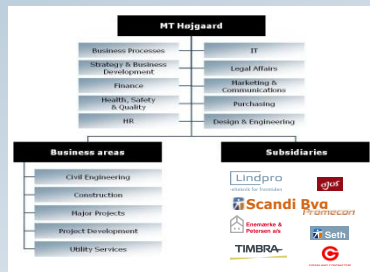 MT Højgaard
Business Processes
IT
Strategy & Business
Development
Legal Affairs
Finance
Marketing &
Communications
Health, Safety
& Quality
Purchasing
HR
Design & Engineering
Business areas
Subsidiaries
Civil Engineering
Construction
Major Projects
Project Development
Utility Services
Lindpro
ajos
Scandi Byg
Promecon
Enemærke &
Petersen a/s
Seth
TIMBRA